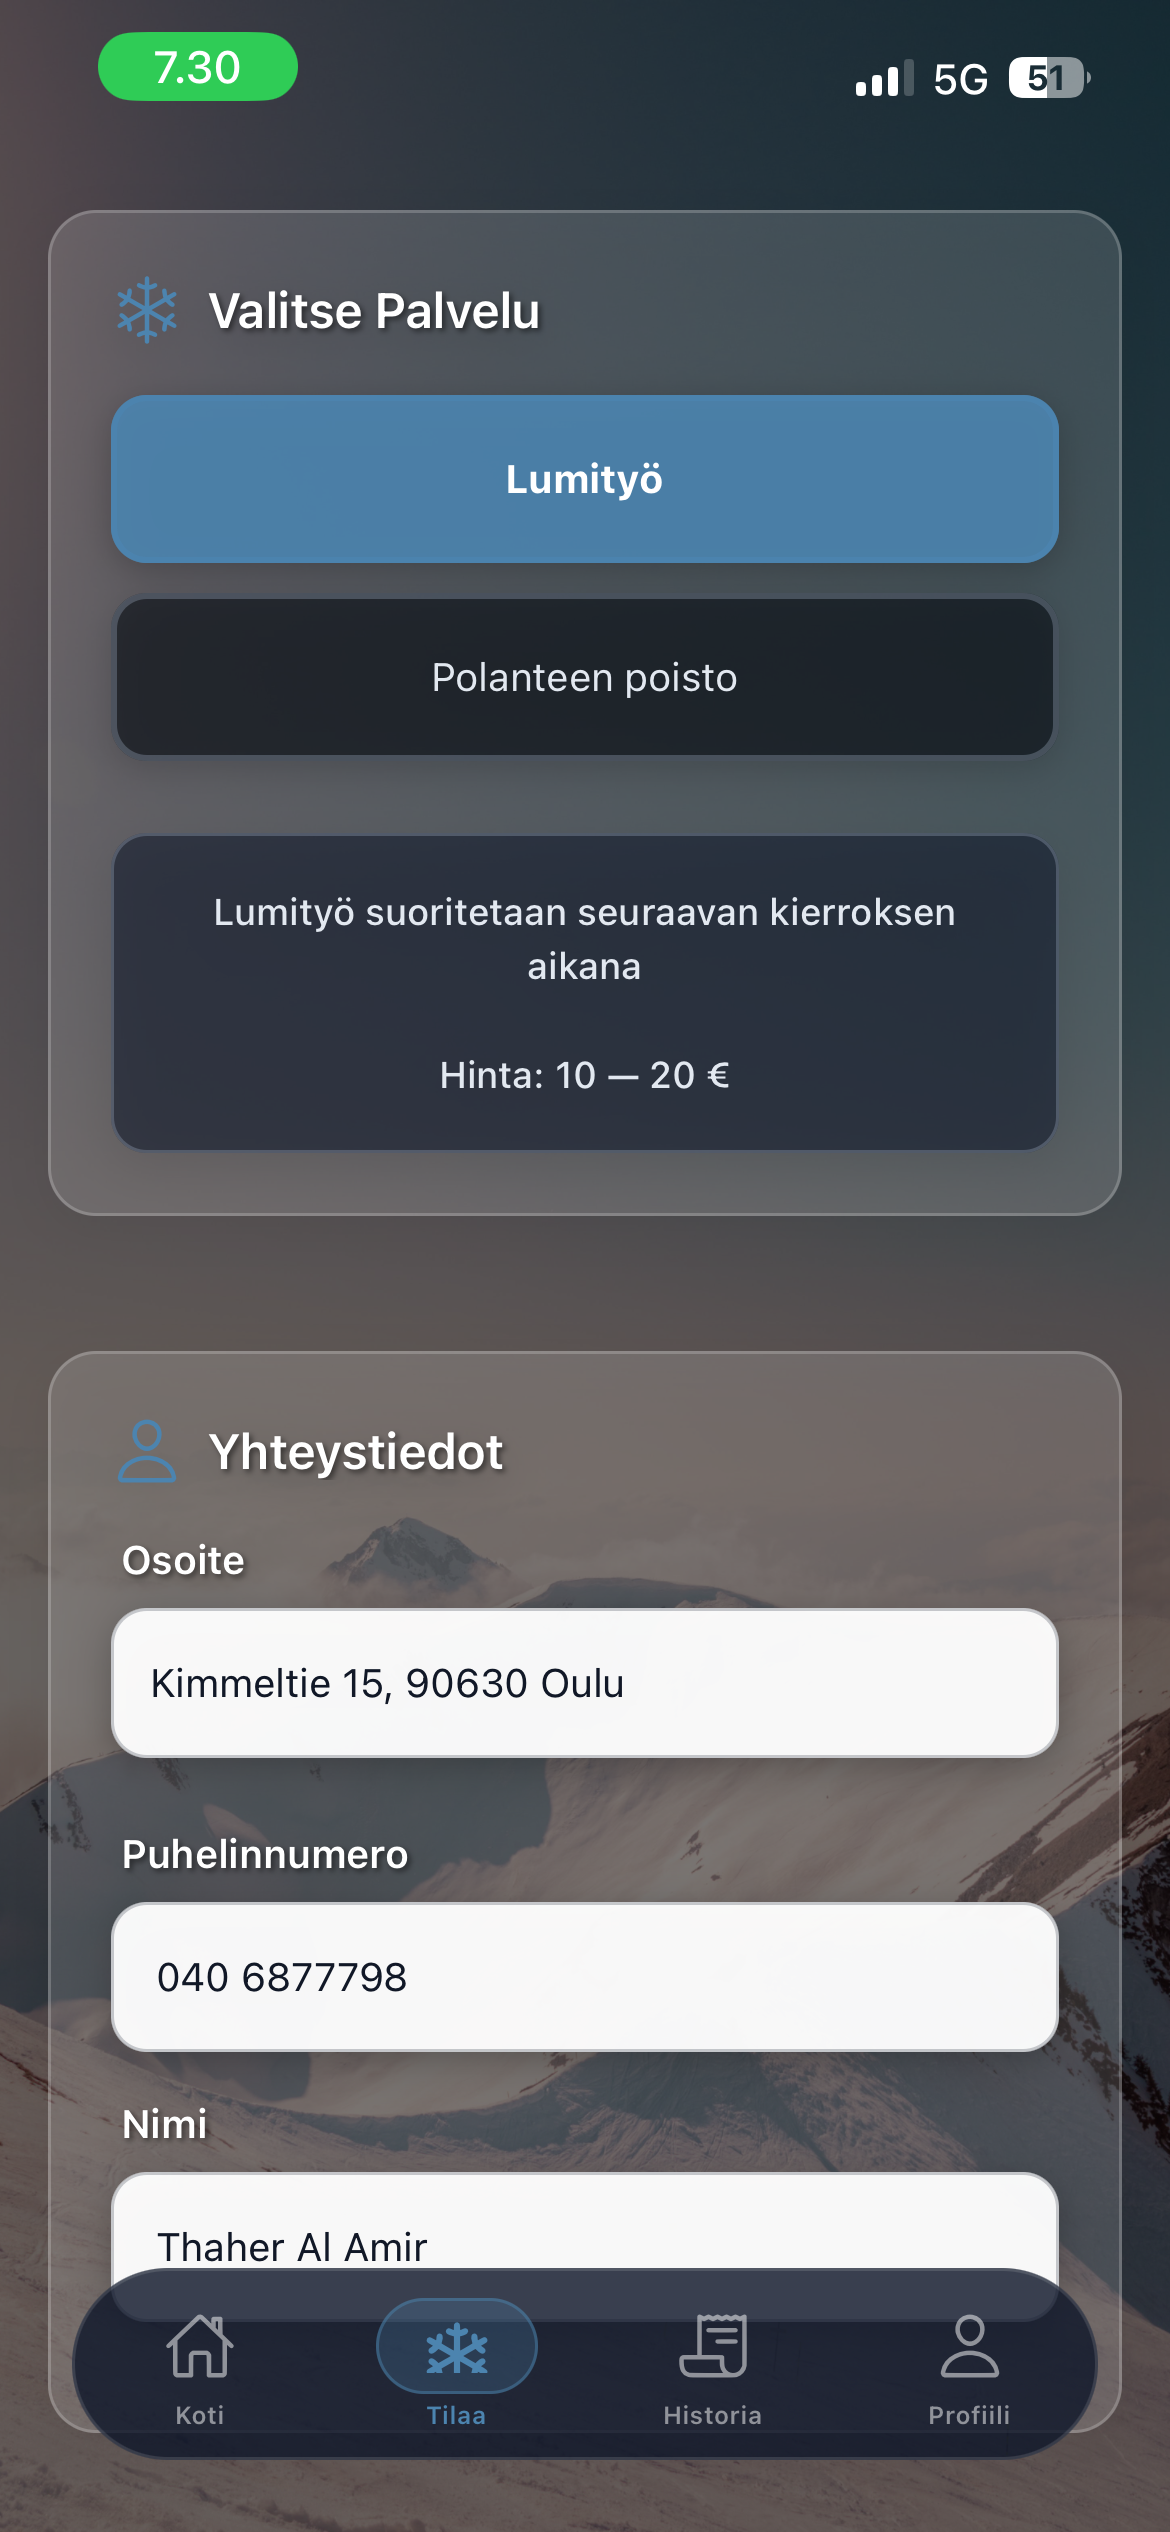 7.30
5G
51
Valitse Palvelu
Lumityö
Polanteen poisto
Lumityö suoritetaan seuraavan kierroksen
aikana
Hinta: 10 — 20 €
Yhteystiedot
Osoite
Kimmeltie 15, 90630 Oulu
Puhelinnumero
040 6877798
Nimi
Thaher Al Amir
Koti
Tilaa
Historia
Profiili